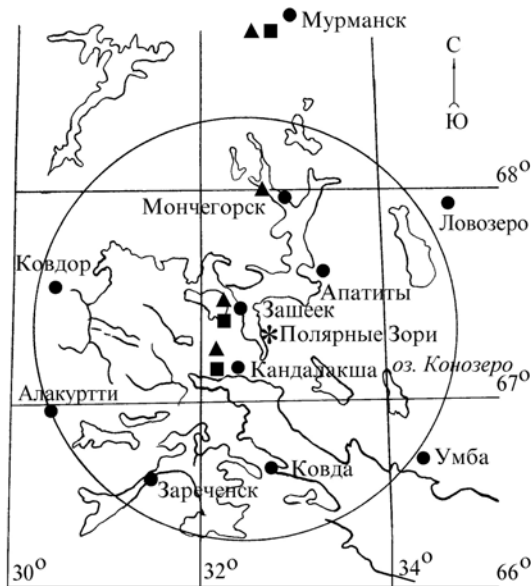 Мурманск
С
Ю
68°
Мончегорск
Ловозеро
Ковдор
Апатиты
Зашеек
Полярные Зори
Кандалакша
оз. Конозеро
67°
Алакуртти
Умба
Ковда
Зареченск
30°
32°
34°
66°